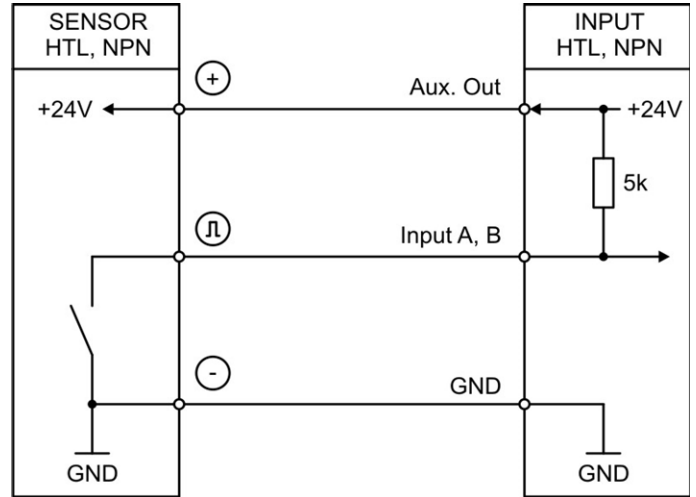 SENSOR
HTL, NPN
INPUT
HTL, NPN
+
Aux. Out
+24V
+24V
5k
Input A, B
-
GND
GND
GND